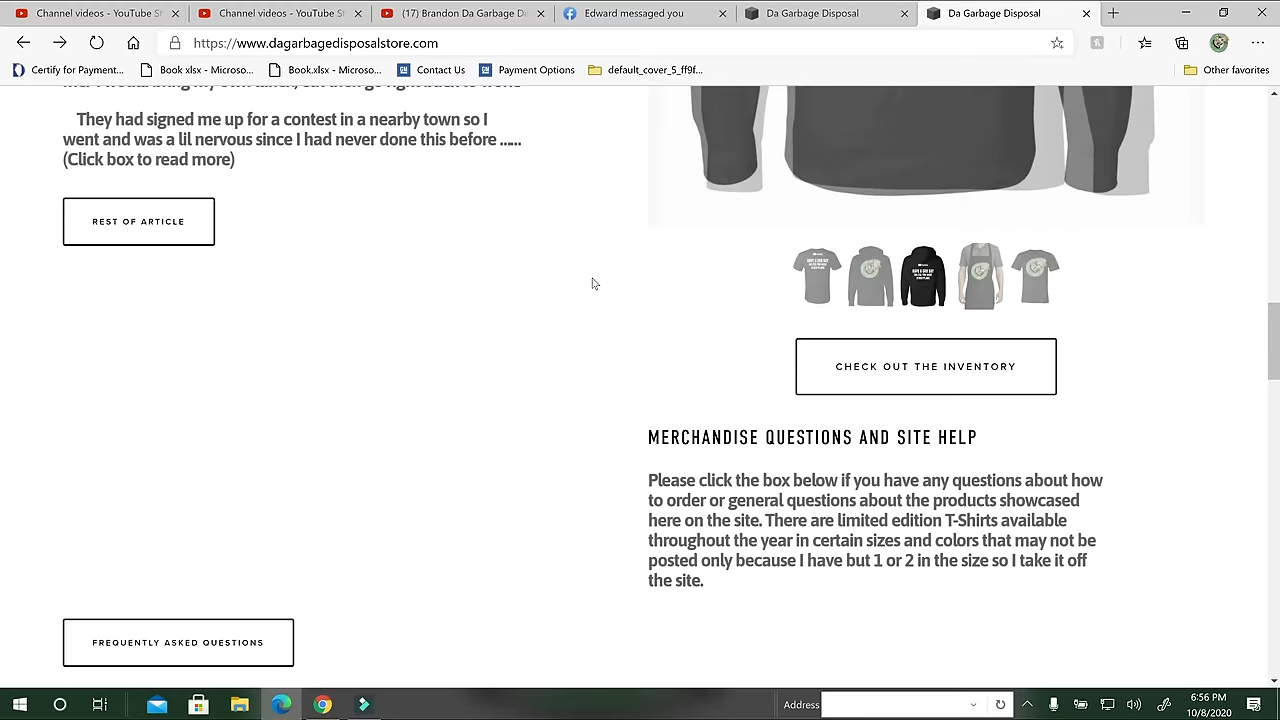 Channel videos - YouTube St
Channel videos - YouTube St
(17) Brandon Da Garbage Di
Edward messaged you
Da Garbage Disposal
Da Garbage Disposal
https://www.dagarbagedisposalstore.com
Certify for Payment...
Book.xlsx - Microso...
Book.xlsx - Microso...
Contact Us
Payment Options
default_cover_5_ff9f...
Other favorites
They had signed me up for a contest in a nearby town so I
went and was a lil nervous since I had never done this before ......
(Click box to read more)
REST OF ARTICLE
CHECK OUT THE INVENTORY
MERCHANDISE QUESTIONS AND SITE HELP
Please click the box below if you have any questions about how
to order or general questions about the products showcased
here on the site. There are limited edition T-Shirts available
throughout the year in certain sizes and colors that may not be
posted only because I have but 1 or 2 in the size so I take it off
the site.
FREQUENTLY ASKED QUESTIONS
Address
6:56 PM
10/8/2020